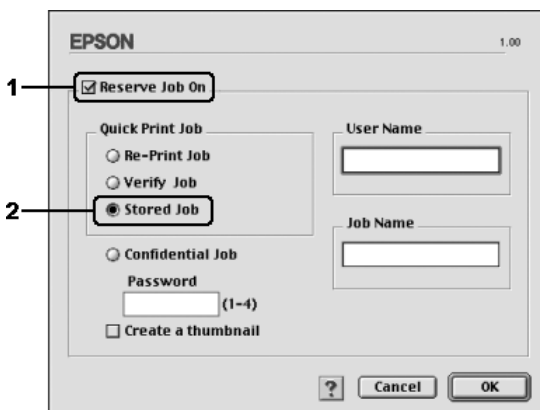 EPSON
1.00
1
Reserve Job On
Quick Print Job
Re-Print Job
Verify Job
2
Stored Job
Confidential Job
Password
(1-4)
Create a thumbnail
User Name
Job Name
?
Cancel
OK